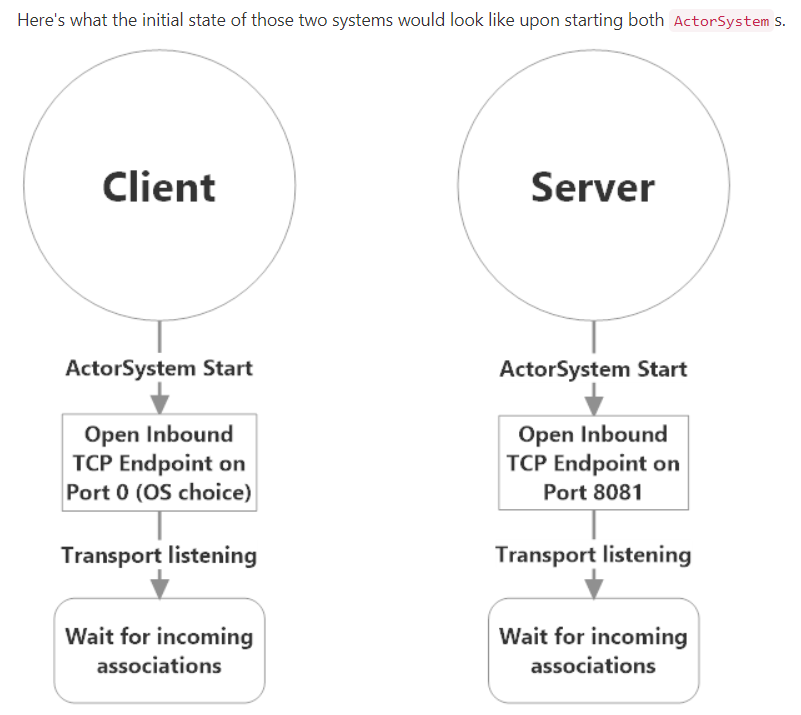 Here's what the initial state of those two systems would look like upon starting both ActorSystem s.
Client
ActorSystem Start
Open Inbound
TCP Endpoint on
Port 0 (OS choice)
Transport listening
Wait for incoming
associations
Server
ActorSystem Start
Open Inbound
TCP Endpoint on
Port 8081
Transport listening
Wait for incoming
associations